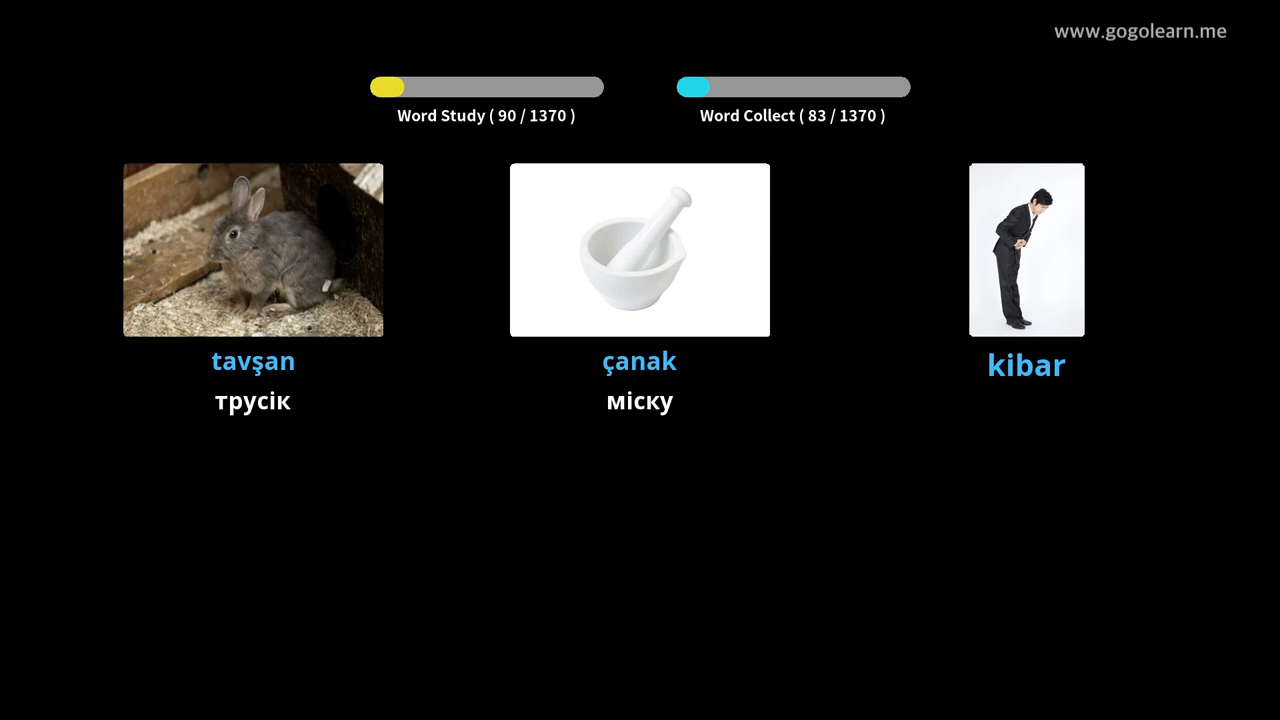 www.gogolearn.me
Word Study ( 90 / 1370 )
Word Collect ( 83 / 1370 )
tavşan
трусік
çanak
міску
kibar